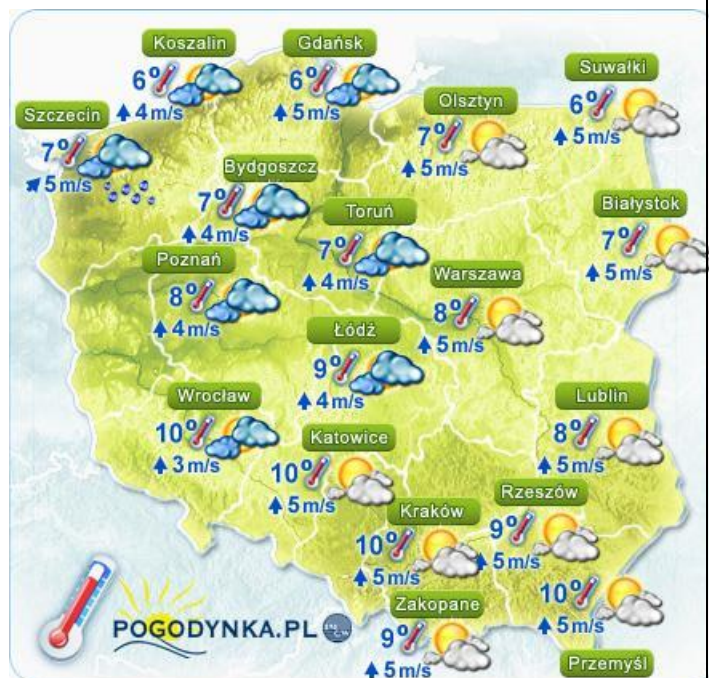 Koszalin
6°
4 m/s
Gdańsk
6°
5 m/s
Suwałki
6°
5 m/s
Szczecin
7°
5 m/s
Olsztyn
7°
5 m/s
Bydgoszcz
7°
4 m/s
Toruń
7°
4 m/s
Białystok
7°
5 m/s
Poznań
8°
4 m/s
Warszawa
8°
5 m/s
Łódź
9°
4 m/s
Wrocław
10°
3 m/s
Katowice
10°
5 m/s
Lublin
8°
5 m/s
Kraków
10°
5 m/s
Rzeszów
9°
5 m/s
Zakopane
9°
5 m/s
10°
5 m/s
Przemyśl
POGODYNKA.PL